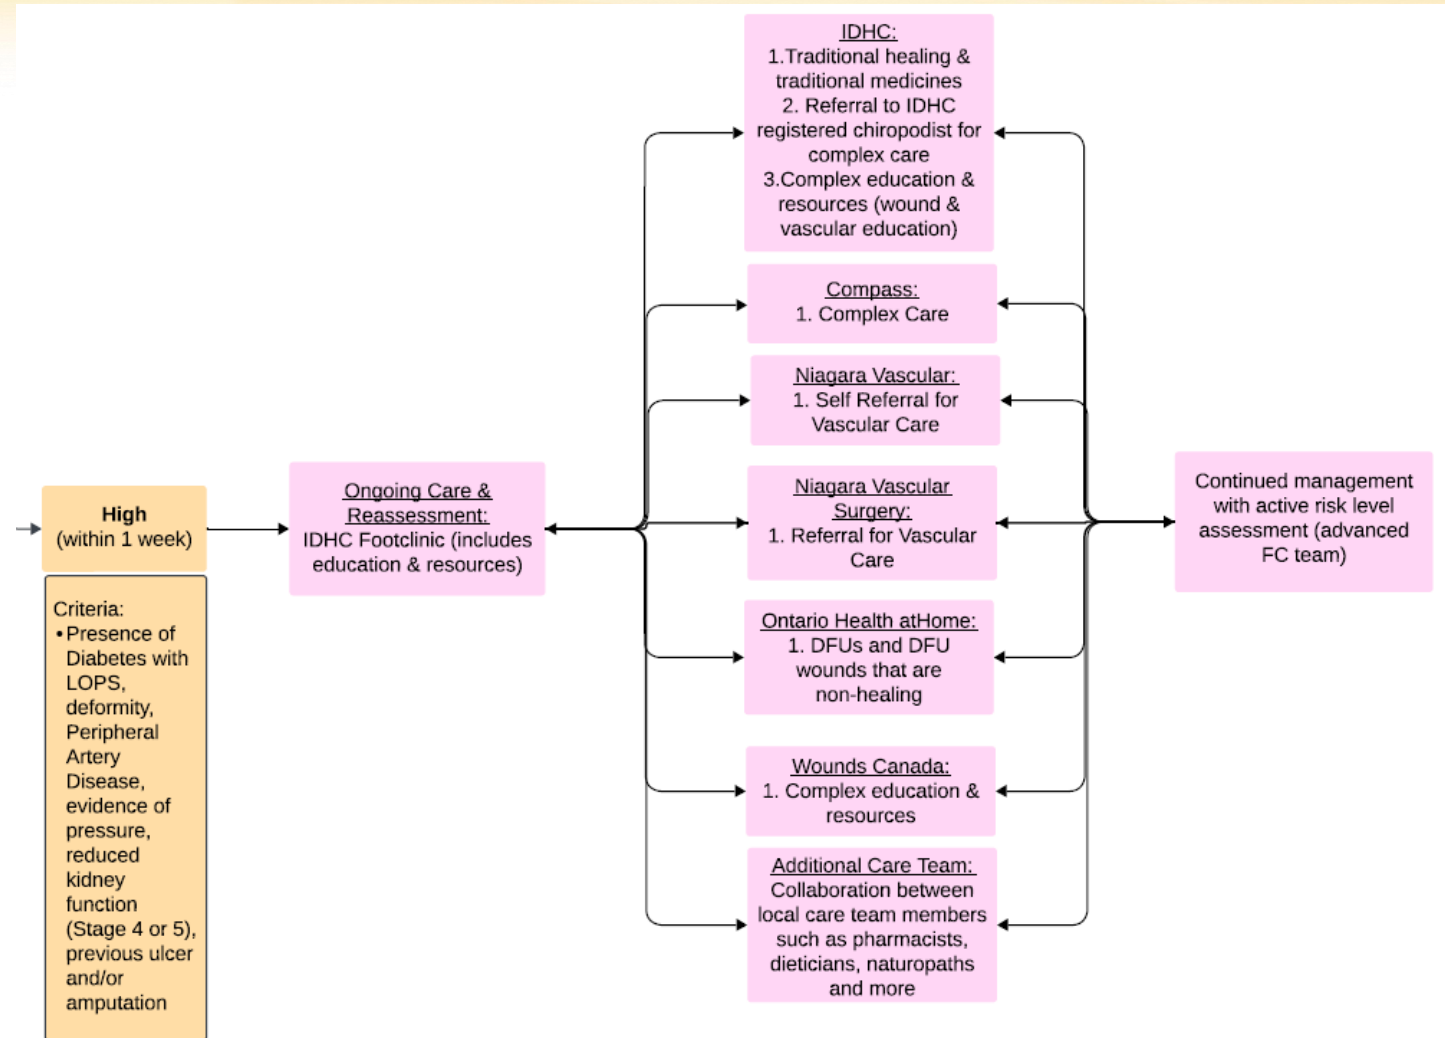 High
(within 1 week)
Criteria:
•Presence of
Diabetes with
LOPS,
deformity,
Peripheral
Artery
Disease,
evidence of
pressure,
reduced
kidney
function
(Stage 4 or 5),
previous ulcer
and/or
amputation
Ongoing Care &
Reassessment:
IDHC Footclinic (includes
education & resources)
IDHC:
1.Traditional healing &
traditional medicines
2. Referral to IDHC
registered chiropodist for
complex care
3.Complex education &
resources (wound &
vascular education)
Compass:
1. Complex Care
Niagara Vascular:
1. Self Referral for
Vascular Care
Niagara Vascular
Surgery:
1. Referral for Vascular
Care
Ontario Health atHome:
1. DFUs and DFU
wounds that are
non-healing
Wounds Canada:
1. Complex education &
resources
Additional Care Team:
Collaboration between
local care team members
such as pharmacists,
dieticians, naturopaths
and more
Continued management
with active risk level
assessment (advanced
FC team)